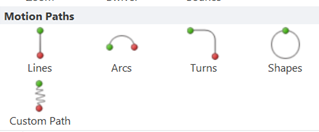 Motion Paths
Lines Arcs Turns Shapes
Custom Path